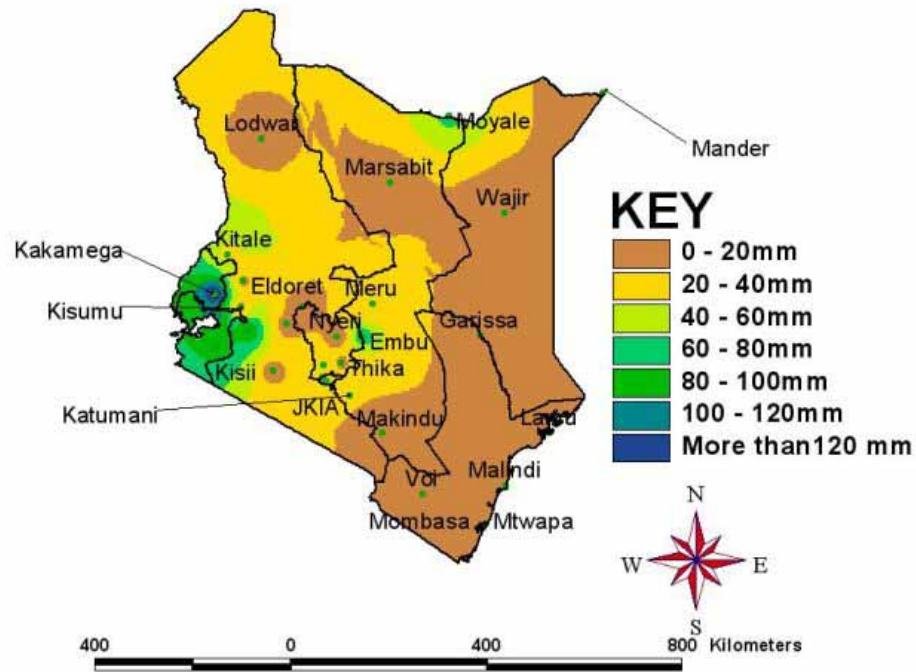 Lodwar
Moyale
Mander
Marsabit
Wajir
KEY
0 - 20mm
20 - 40mm
40 - 60mm
60 - 80mm
80 - 100mm
100 - 120mm
More than120 mm
Kitale
Kakamega
Eldoret
Meru
Kisumu
Nyeri
Garissa
Embu
Kisii
Thika
Katumani
JKIA
Makindu
Lamu
Voi
Malindi
Mombasa
Mtwapa
N
W
E
S
400
0
400
800
Kilometers